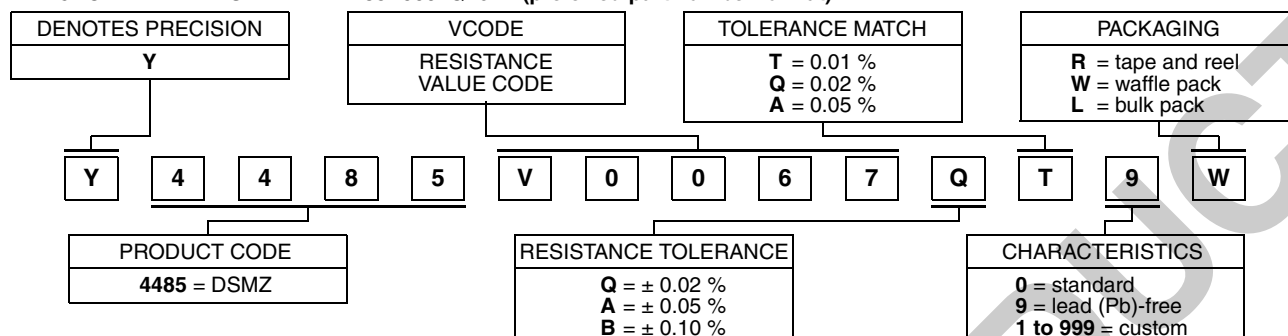 DENOTES PRECISION
Y
VCODE
RESISTANCE
VALUE CODE
TOLERANCE MATCH
T = 0.01 %
Q = 0.02 %
A = 0.05 %
PACKAGING
R = tape and reel
W = waffle pack
L = bulk pack
Y 4 4 8 5 V 0 0 6 7 Q T 9 W
PRODUCT CODE
4485 = DSMZ
RESISTANCE TOLERANCE
Q = ± 0.02 %
A = ± 0.05 %
B = ± 0.10 %
CHARACTERISTICS
0 = standard
9 = lead (Pb)-free
1 to 999 = custom